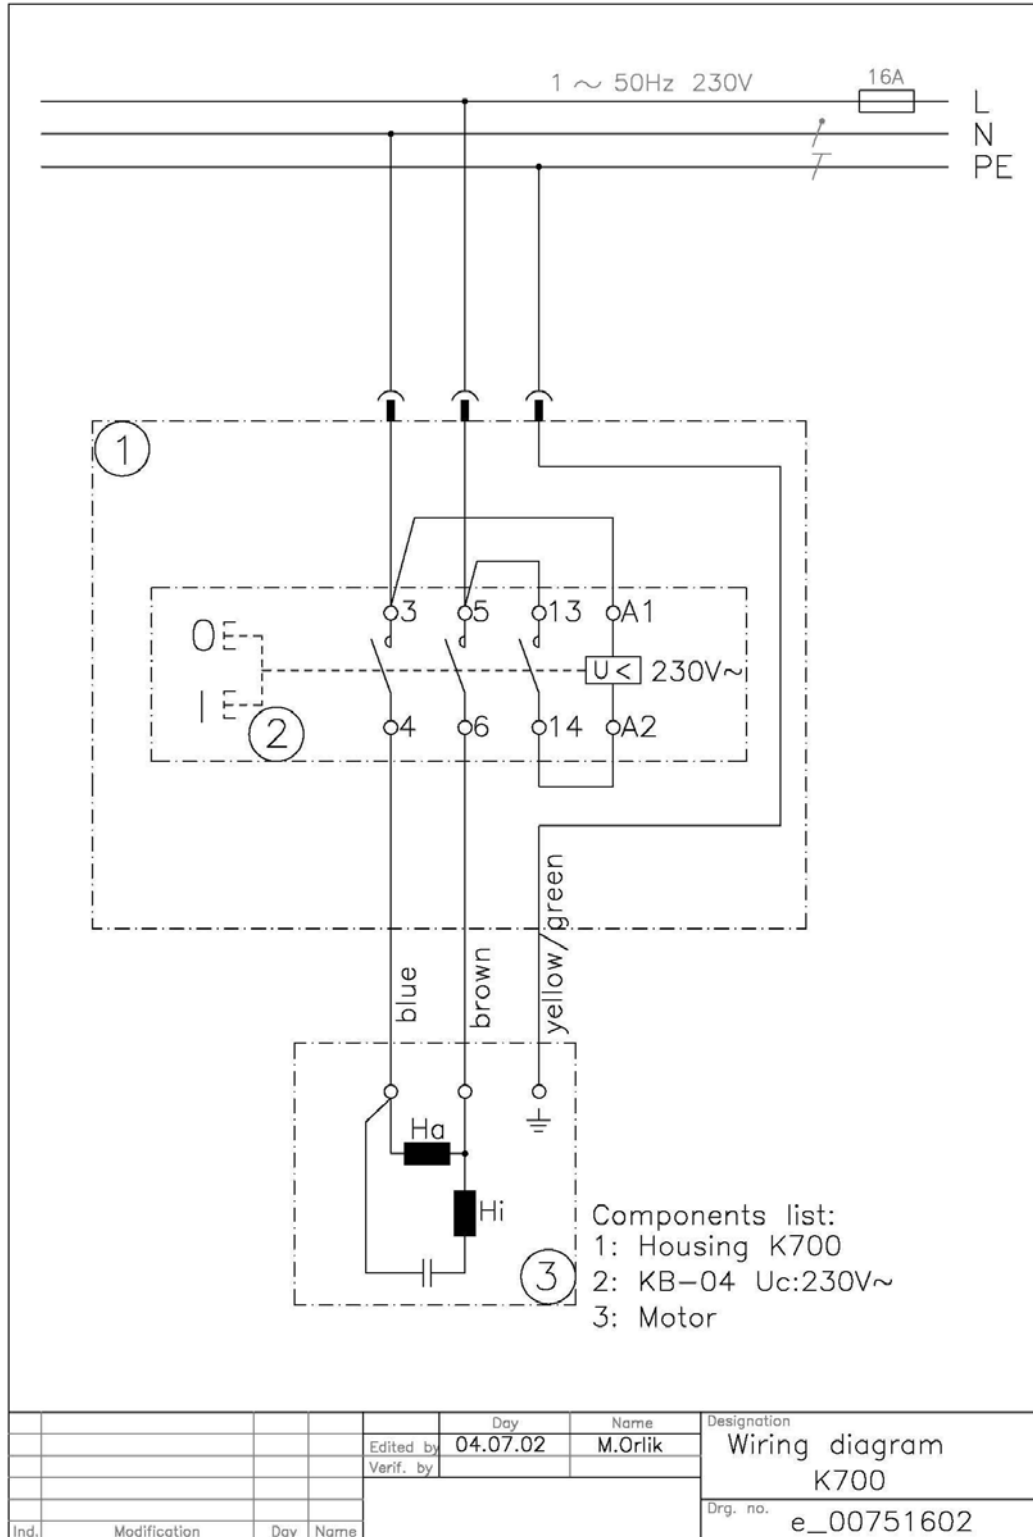 1 ~ 50Hz 230V
16A
L
N
PE
1
3 5 13 A1
0
U< 230V~
I
2
4 6 14 A2
yellow/green
blue
brown
Ha
Hi
3
Components list:
1: Housing K700
2: KB-04 Uc:230V~
3: Motor
Day Name
Edited by 04.07.02 M.Orlik
Verif. by
Designation
Wiring diagram
K700
Drg. no.
e_00751602
Ind. Modification Day Name